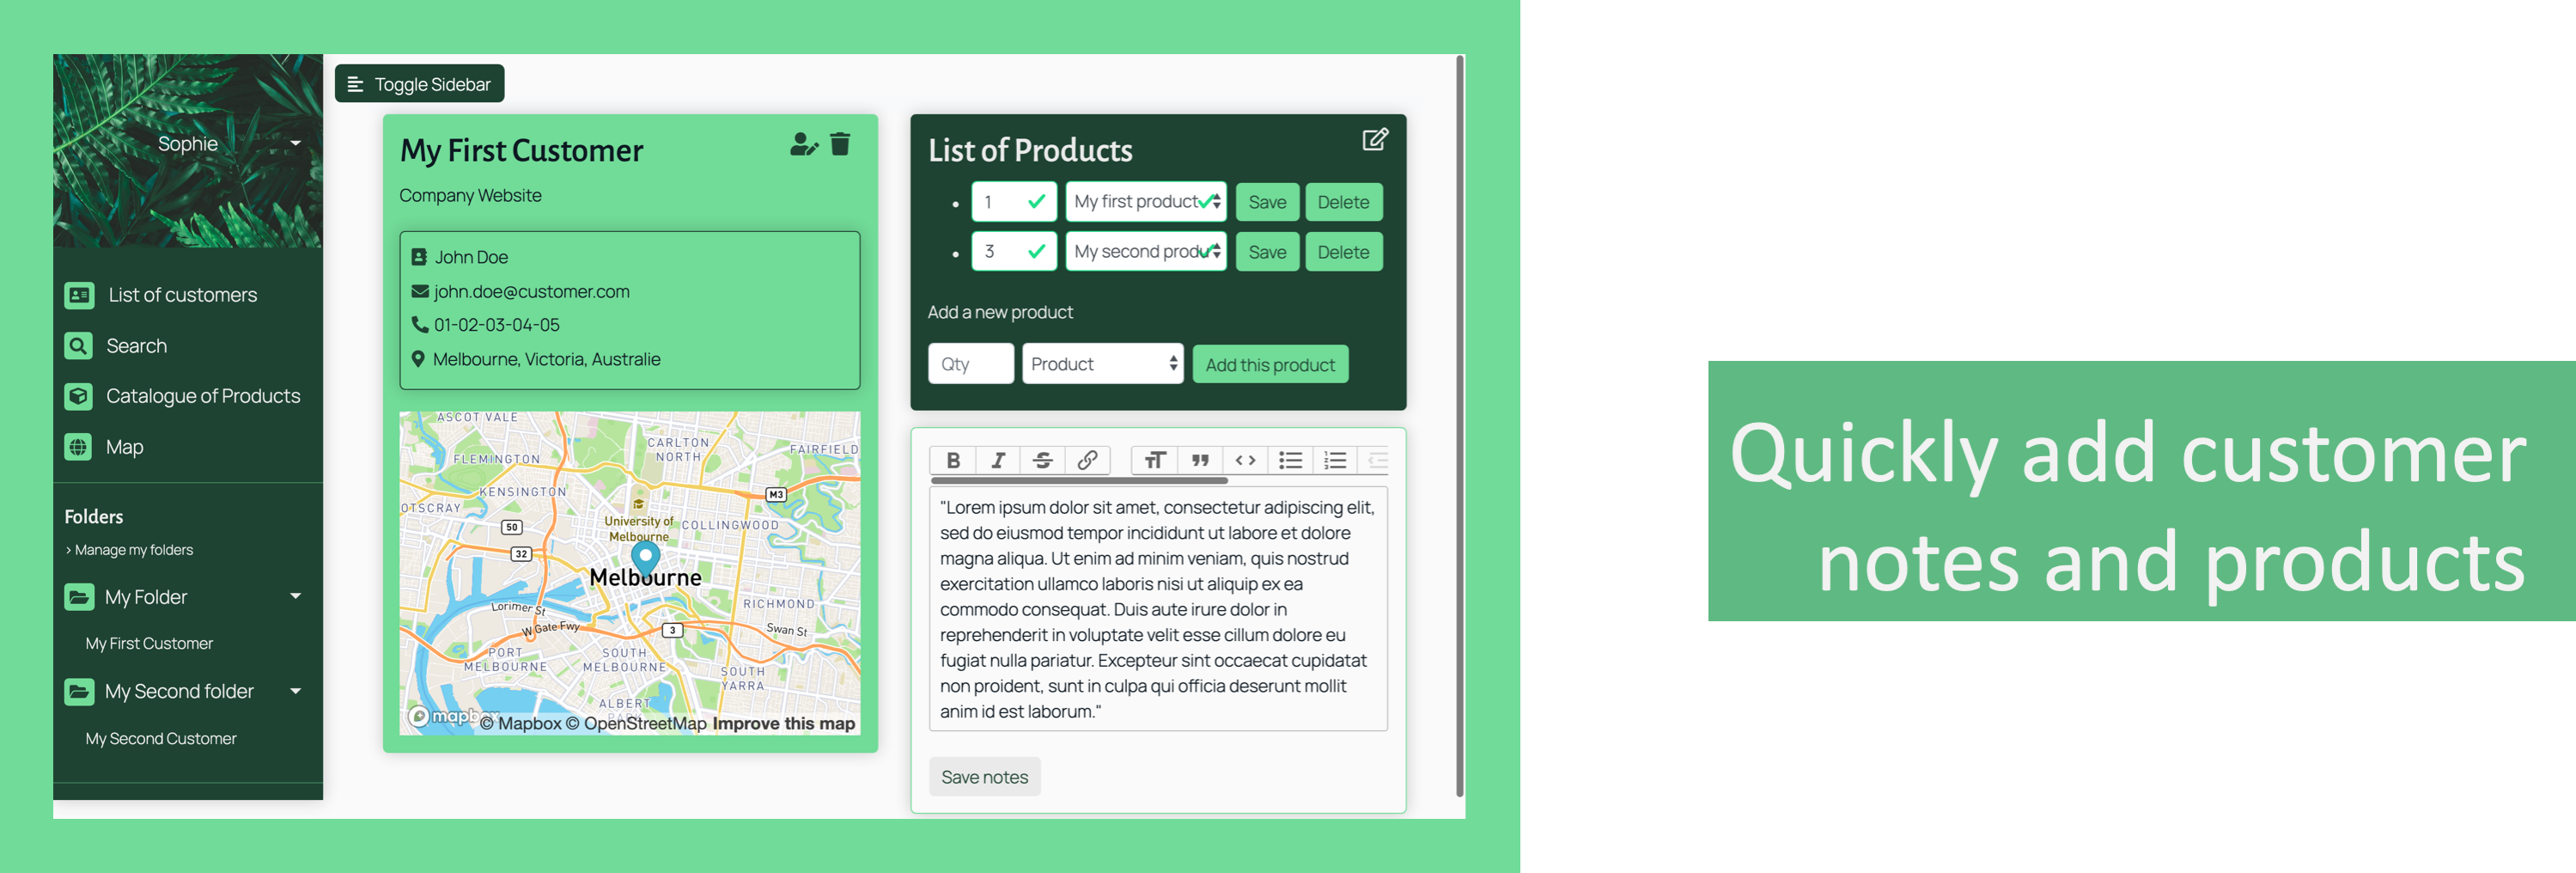 Sophie
List of customers
Search
Catalogue of Products
Map
Folders
› Manage my folders
My Folder
My First Customer
My Second folder
My Second Customer
Toggle Sidebar
My First Customer
Company Website
John Doe
john.doe@customer.com
01-02-03-04-05
Melbourne, Victoria, Australie
ASCOT VALE
CARLTON
NORTH
FAIRFIELD
FLEMINGTON
KENSINGTON
M3
OTSCRAY
50
University of
Melbourne
COLLINGWOOD
32
Melbourne
Lorimer St
RICHMOND
W Gate Fwy
3
Swan St
PORT
MELBOURNE
SOUTH
MELBOURNE
SOUTH
YARRA
ALBERT
PARK
mapbox
© Mapbox © OpenStreetMap Improve this map
List of Products
1 My first product Save Delete
3 My second produ Save Delete
Add a new product
Qty Product Add this product
B I S
"Lorem ipsum dolor sit amet, consectetur adipiscing elit,
sed do eiusmod tempor incididunt ut labore et dolore
magna aliqua. Ut enim ad minim veniam, quis nostrud
exercitation ullamco laboris nisi ut aliquip ex ea
commodo consequat. Duis aute irure dolor in
reprehenderit in voluptate velit esse cillum dolore eu
fugiat nulla pariatur. Excepteur sint occaecat cupidatat
non proident, sunt in culpa qui officia deserunt mollit
anim id est laborum."
Save notes
Quickly add customer
notes and products